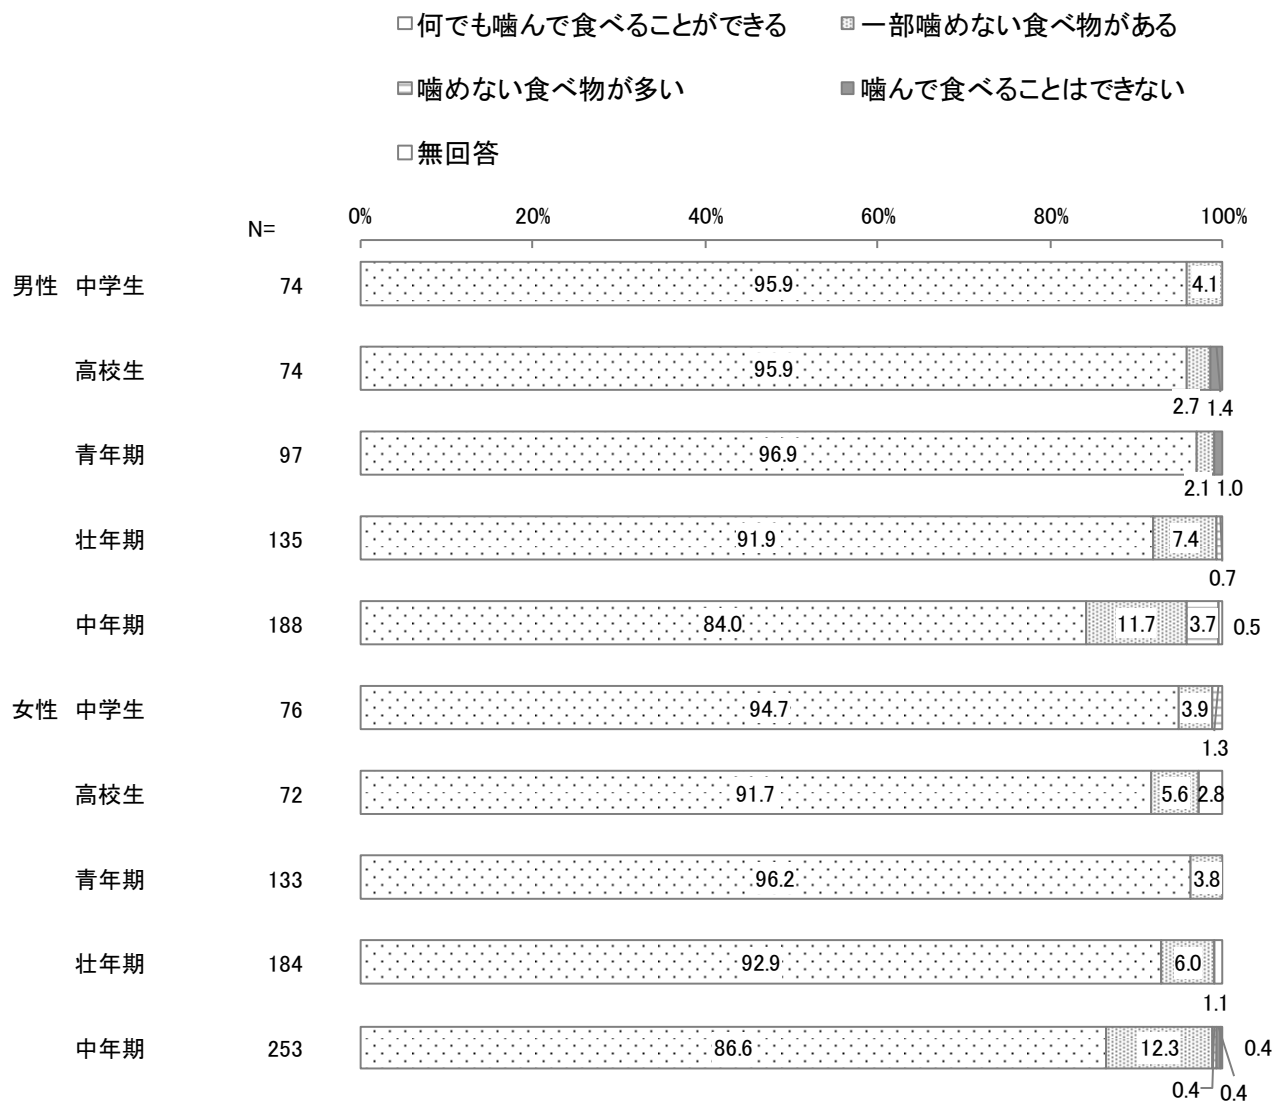 何でも噛んで食べることができる 一部噛めない食べ物がある
噛めない食べ物が多い 噛んで食べることはできない
無回答
N= 0% 20% 40% 60% 80% 100%
男性 中学生 74 95.9 4.1
高校生 74 95.9
2.7 1.4
青年期 97 96.9
2.1 1.0
壮年期 135 91.9 7.4
0.7
中年期 188 84.0 11.7 3.7 0.5
女性 中学生 76 94.7 3.9
1.3
高校生 72 91.7 5.6 2.8
青年期 133 96.2 3.8
壮年期 184 92.9 6.0
1.1
中年期 253 86.6 12.3 0.4
0.4 0.4